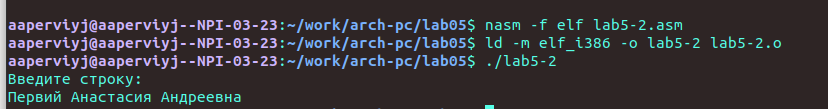 aaperviyj@aaperviyj--NPI-03-23:~/work/arch-pc/lab05$ nasm -f elf lab5-2.asm
aaperviyj@aaperviyj--NPI-03-23:~/work/arch-pc/lab05$ ld -m elf_i386 -o lab5-2 lab5-2.o
aaperviyj@aaperviyj--NPI-03-23:~/work/arch-pc/lab05$ ./lab5-2
Введите строку:
Первий Анастасия Андреевна